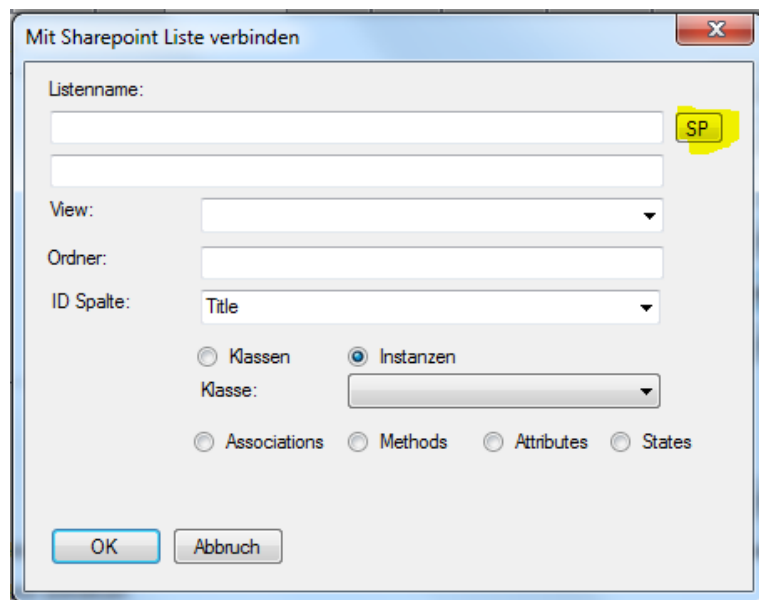 Mit Sharepoint Liste verbinden
Listenname:
SP
View:
Ordner:
ID Spalte: Title
Klassen Instanzen
Klasse:
Associations Methods Attributes States
OK Abbruch